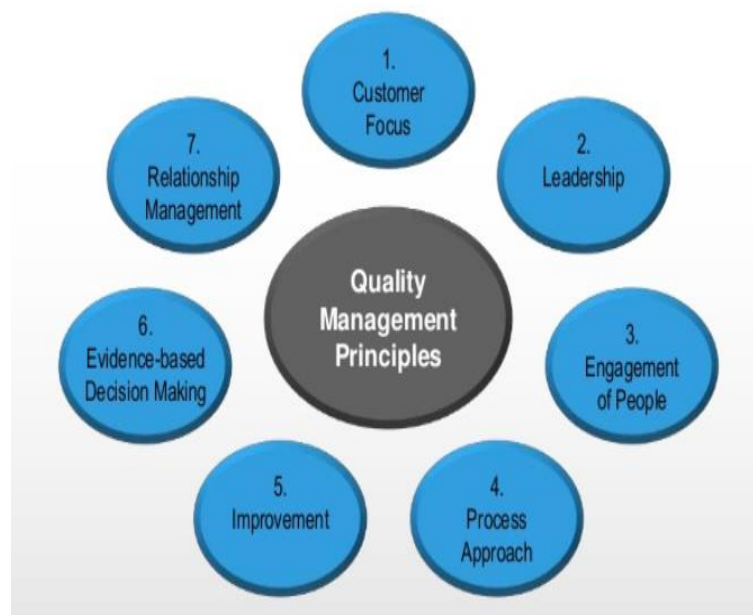 1.
Customer
Focus
2.
Leadership
3.
Engagement
of People
4.
Process
Approach
5.
Improvement
6.
Evidence-based
Decision Making
7.
Relationship
Management
Quality
Management
Principles